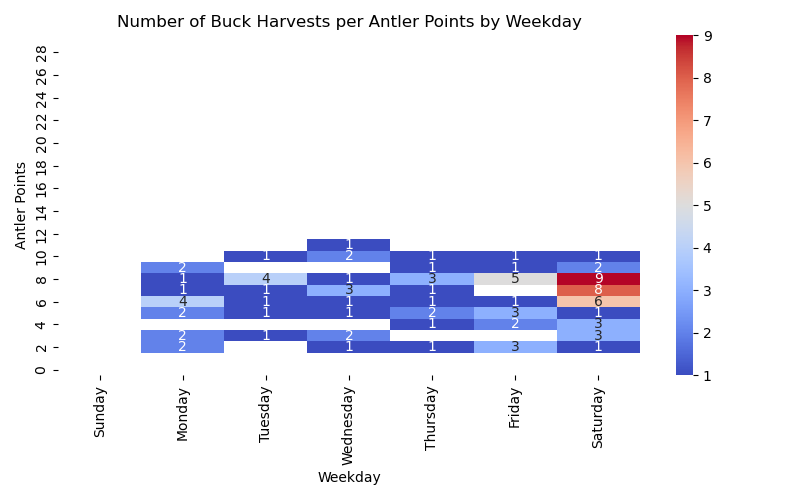 Number of Buck Harvests per Antler Points by Weekday
Antler Points
28
26
24
22
20
18
16
14
12
10
8
6
4
2
0
1
1 2 1 1 1
2 1 1 2
1 4 1 3 5 9
1 1 3 1 8
4 1 1 1 1 6
2 1 1 2 3 1
1 2 3
2 1 2 3
2 1 1 3 1
Sunday
Monday
Tuesday
Wednesday
Thursday
Friday
Saturday
Weekday
9
8
7
6
5
4
3
2
1